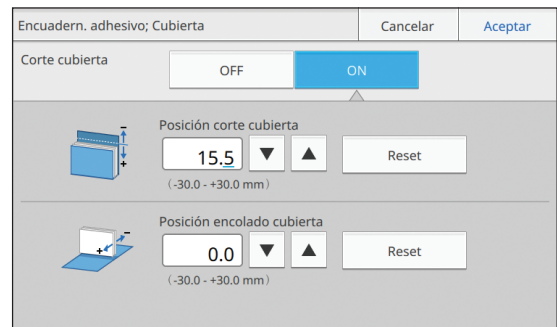 Encuadern. adhesivo; Cubierta
Cancelar
Aceptar
Corte cubierta
OFF
ON
Posición corte cubierta
15.5
Reset
(-30.0 - +30.0 mm)
Posición encolado cubierta
0.0
Reset
(-30.0 - +30.0 mm)